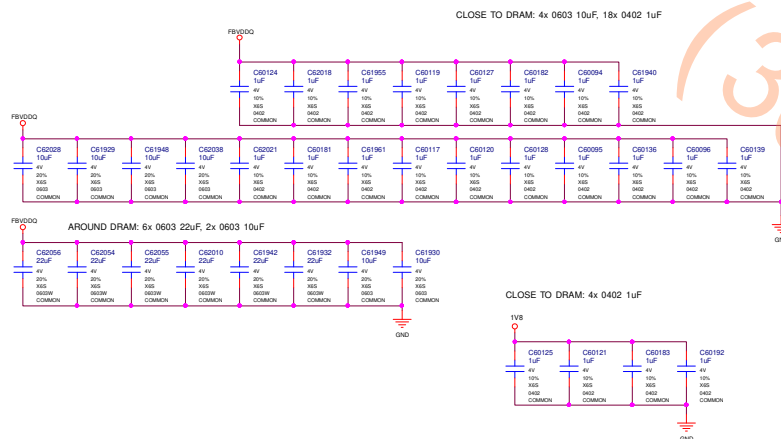 CLOSE TO DRAM: 4x 0603 10uF, 18x 0402 1uF
FBVDDQ
C60124 C62018 C61955 C60119 C60127 C60182 C60094 C61940
1uF 1uF 1uF 1uF 1uF 1uF 1uF 1uF
4V 4V 4V 4V 4V 4V 4V 4V
10% 10% 10% 10% 10% 10% 10% 10%
X6S X6S X6S X6S X6S X6S X6S X6S
0402 0402 0402 0402 0402 0402 0402 0402
COMMON COMMON COMMON COMMON COMMON COMMON COMMON COMMON
FBVDDQ
C62028 C61929 C61948 C62038 C62021 C60181 C61961 C60117 C60120 C60128 C60095 C60136 C60096 C60139
10uF 10uF 10uF 10uF 1uF 1uF 1uF 1uF 1uF 1uF 1uF 1uF 1uF 1uF
4V 4V 4V 4V 4V 4V 4V 4V 4V 4V 4V 4V 4V 4V
20% 20% 20% 20% 10% 10% 10% 10% 10% 10% 10% 10% 10% 10%
X6S X6S X6S X6S X6S X6S X6S X6S X6S X6S X6S X6S X6S X6S
0603 0603 0603 0603 0402 0402 0402 0402 0402 0402 0402 0402 0402 0402
COMMON COMMON COMMON COMMON COMMON COMMON COMMON COMMON COMMON COMMON COMMON COMMON COMMON COMMON
FBVDDQ
AROUND DRAM: 6x 0603 22uF, 2x 0603 10uF
C62056 C62054 C62055 C62010 C61942 C61932 C61949 C61930
22uF 22uF 22uF 22uF 22uF 22uF 10uF 10uF
4V 4V 4V 4V 4V 4V 4V 4V
20% 20% 20% 20% 20% 20% 20% 20%
X6S X6S X6S X6S X6S X6S X6S X6S
0603W 0603W 0603W 0603W 0603W 0603W 0603 0603
COMMON COMMON COMMON COMMON COMMON COMMON COMMON COMMON
GND
CLOSE TO DRAM: 4x 0402 1uF
1V8
C60125 C60121 C60183 C60192
1uF 1uF 1uF 1uF
4V 4V 4V 4V
10% 10% 10% 10%
X6S X6S X6S X6S
0402 0402 0402 0402
COMMON COMMON COMMON COMMON
GND